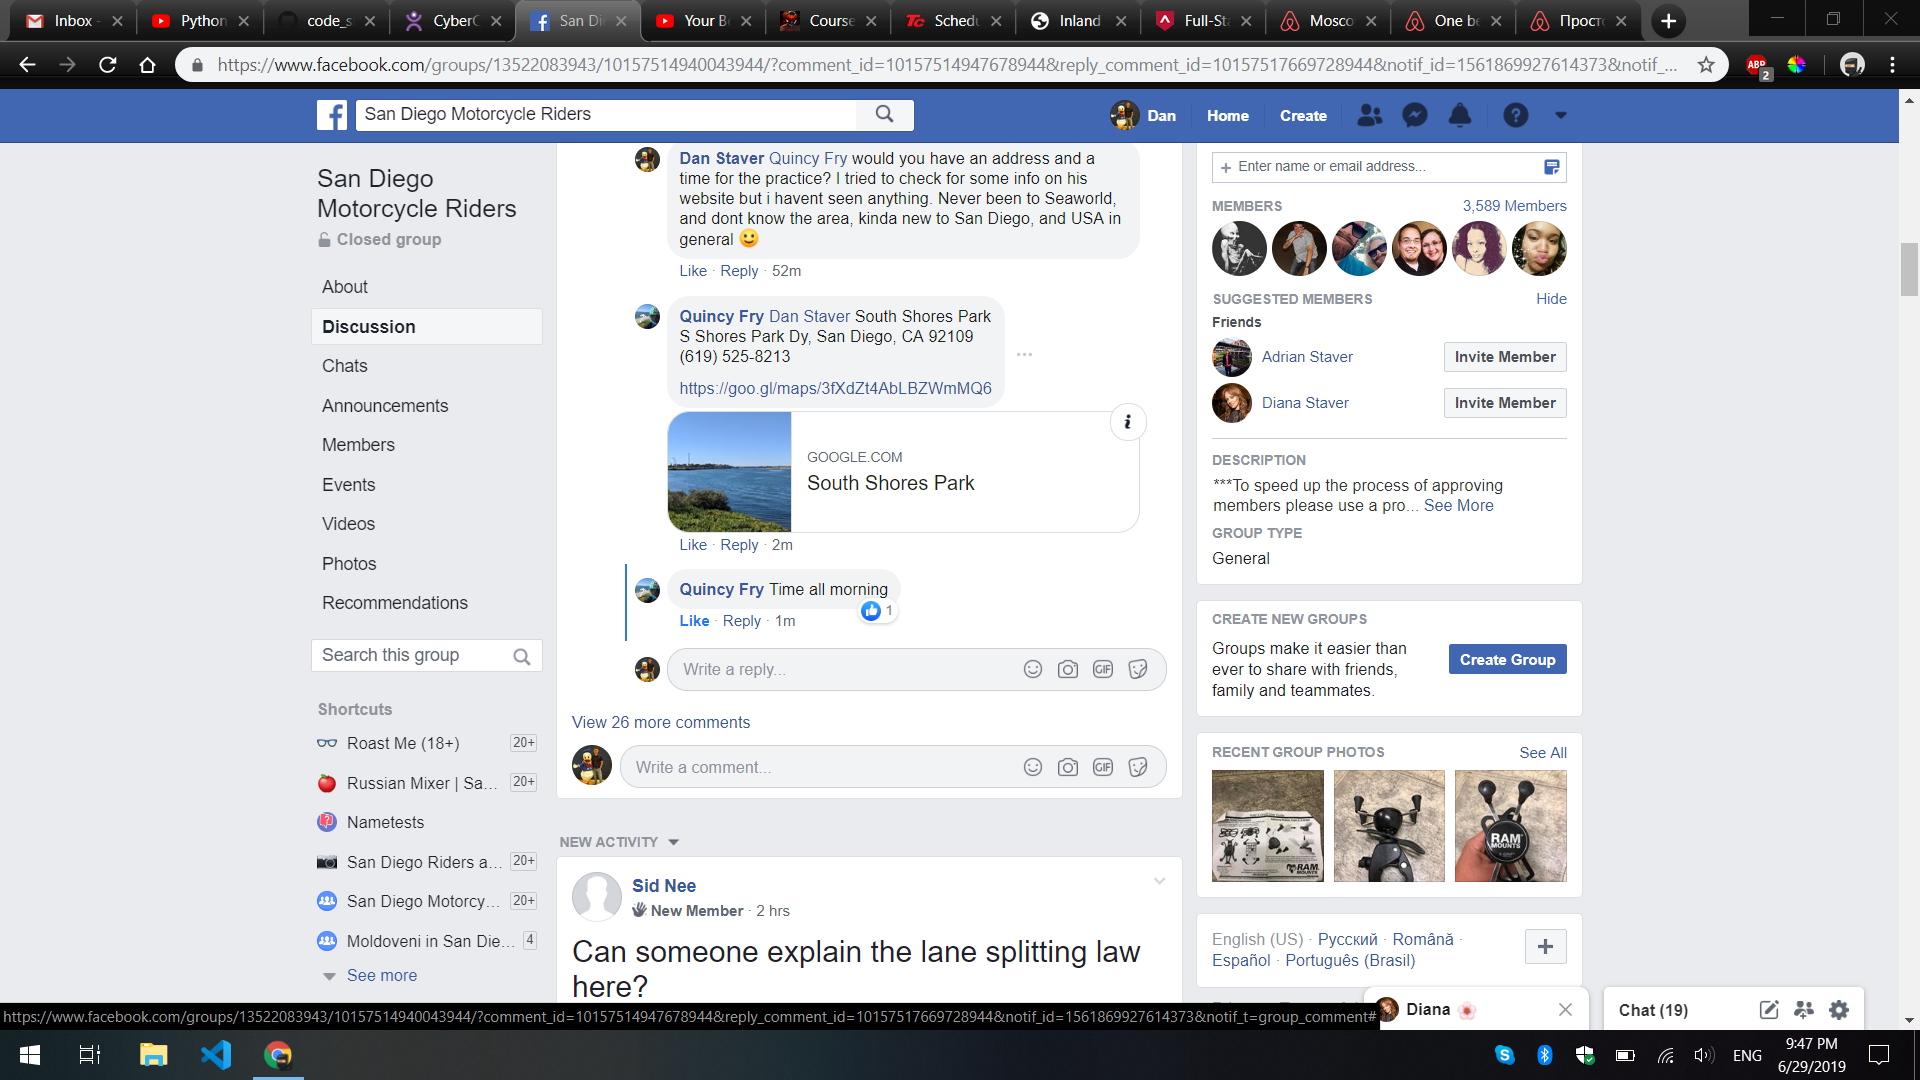 Inbox -
Python
code_s
CyberC
San Di
Your B
Course
Schedu
Inland
Full-Sta
Mosco
One be
Прост
https://www.facebook.com/groups/13522083943/10157514940043944/?comment_id=10157514947678944&reply_comment_id=10157517669728944&notif_id=1561869927614373&notif_...
ABP
2
San Diego Motorcycle Riders
Dan
Home
Create
San Diego
Motorcycle Riders
Closed group
About
Discussion
Chats
Announcements
Members
Events
Videos
Photos
Recommendations
Search this group
Shortcuts
Roast Me (18+) 20+
Russian Mixer | Sa... 20+
Nametests
San Diego Riders a... 20+
San Diego Motorcy... 20+
Moldoveni in San Die... 4
See more
Dan Staver Quincy Fry would you have an address and a
time for the practice? I tried to check for some info on his
website but i havent seen anything. Never been to Seaworld,
and dont know the area, kinda new to San Diego, and USA in
general 🙂
Like · Reply · 52m
Quincy Fry Dan Staver South Shores Park
S Shores Park Dy, San Diego, CA 92109
(619) 525-8213
https://goo.gl/maps/3fXdZt4AbLBZWmMQ6
GOOGLE.COM
South Shores Park
Like · Reply · 2m
Quincy Fry Time all morning
1
Like · Reply · 1m
Write a reply...
GIF
View 26 more comments
Write a comment...
GIF
NEW ACTIVITY
Sid Nee
New Member · 2 hrs
Can someone explain the lane splitting law
here?
+ Enter name or email address...
MEMBERS 3,589 Members
SUGGESTED MEMBERS Hide
Friends
Adrian Staver Invite Member
Diana Staver Invite Member
DESCRIPTION
***To speed up the process of approving
members please use a pro... See More
GROUP TYPE
General
CREATE NEW GROUPS
Groups make it easier than
ever to share with friends,
family and teammates.
Create Group
RECENT GROUP PHOTOS See All
RAM
MOUNTS
RAM
MOUNTS
English (US) · Русский · Română ·
Español · Português (Brasil)
Diana 🌸
Chat (19)
https://www.facebook.com/groups/13522083943/10157514940043944/?comment_id=10157514947678944&reply_comment_id=10157517669728944&notif_id=1561869927614373&notif_t=group_comment#
ENG
9:47 PM
6/29/2019